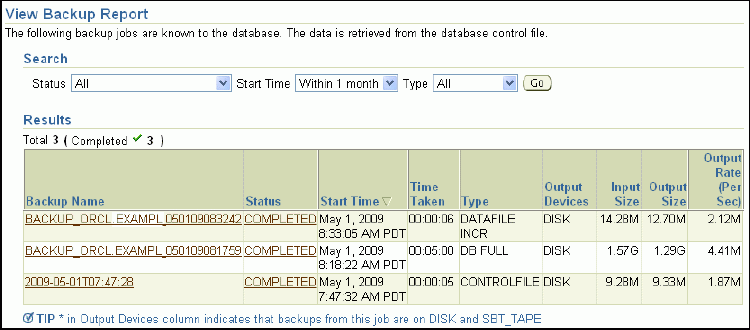 View Backup Report
The following backup jobs are known to the database. The data is retrieved from the database control file.
Search
Status All Start Time Within 1 month Type All Go
Results
Total 3 ( Completed ✔ 3 )
Backup Name Status Start Time Time Taken Type Output Devices Input Size Output Size Output Rate (Per Sec)
BACKUP_ORCL.EXAMPL_050109083242 COMPLETED May 1, 2009 8:33:05 AM PDT 00:00:06 DATAFILE INCR DISK 14.28M 12.70M 2.12M
BACKUP_ORCL.EXAMPL_050109081759 COMPLETED May 1, 2009 8:18:22 AM PDT 00:05:00 DB FULL DISK 1.57G 1.29G 4.41M
2009-05-01T07:47:28 COMPLETED May 1, 2009 7:47:32 AM PDT 00:00:05 CONTROLFILE DISK 9.28M 9.33M 1.87M
TIP * in Output Devices column indicates that backups from this job are on DISK and SBT_TAPE